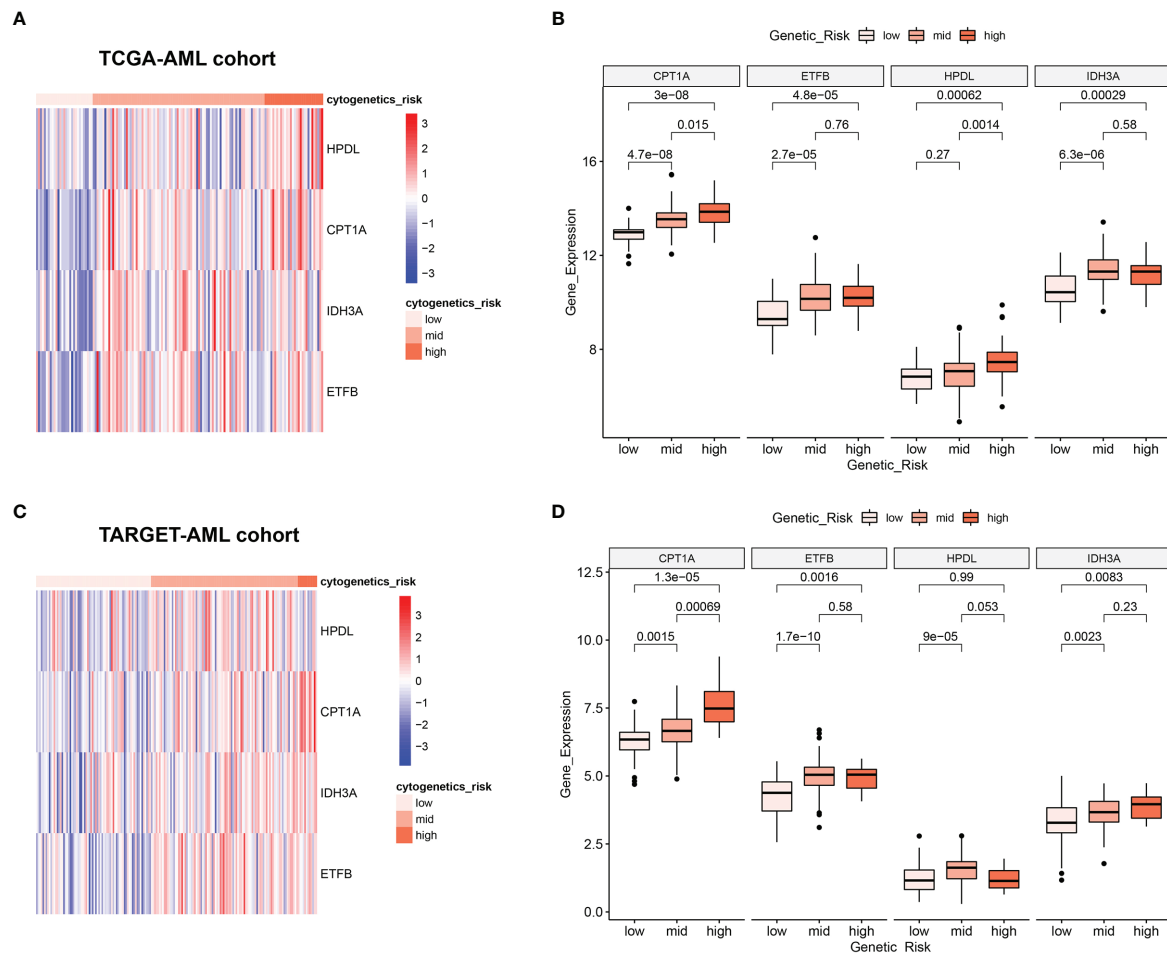 A
TCGA-AML cohort
cytogenetics_risk
HPDL
CPT1A
IDH3A
ETFB
3
2
1
0
−1
−2
−3
cytogenetics_risk
low
mid
high
B
Genetic_Risk low mid high
CPT1A ETFB HPDL IDH3A
3e−08 4.8e−05 0.00062 0.00029
0.015 0.76 0.0014 0.58
4.7e−08 2.7e−05 0.27 6.3e−06
16
12
8
Gene_Expression
low mid high low mid high low mid high low mid high
Genetic_Risk
C
TARGET-AML cohort
cytogenetics_risk
HPDL
CPT1A
IDH3A
ETFB
3
2
1
0
−1
−2
−3
cytogenetics_risk
low
mid
high
D
Genetic_Risk low mid high
CPT1A ETFB HPDL IDH3A
1.3e−05 0.0016 0.99 0.0083
0.00069 0.58 0.053 0.23
0.0015 1.7e−10 9e−05 0.0023
12.5
10.0
7.5
5.0
2.5
0.0
Gene_Expression
low mid high low mid high low mid high low mid high
Genetic_Risk